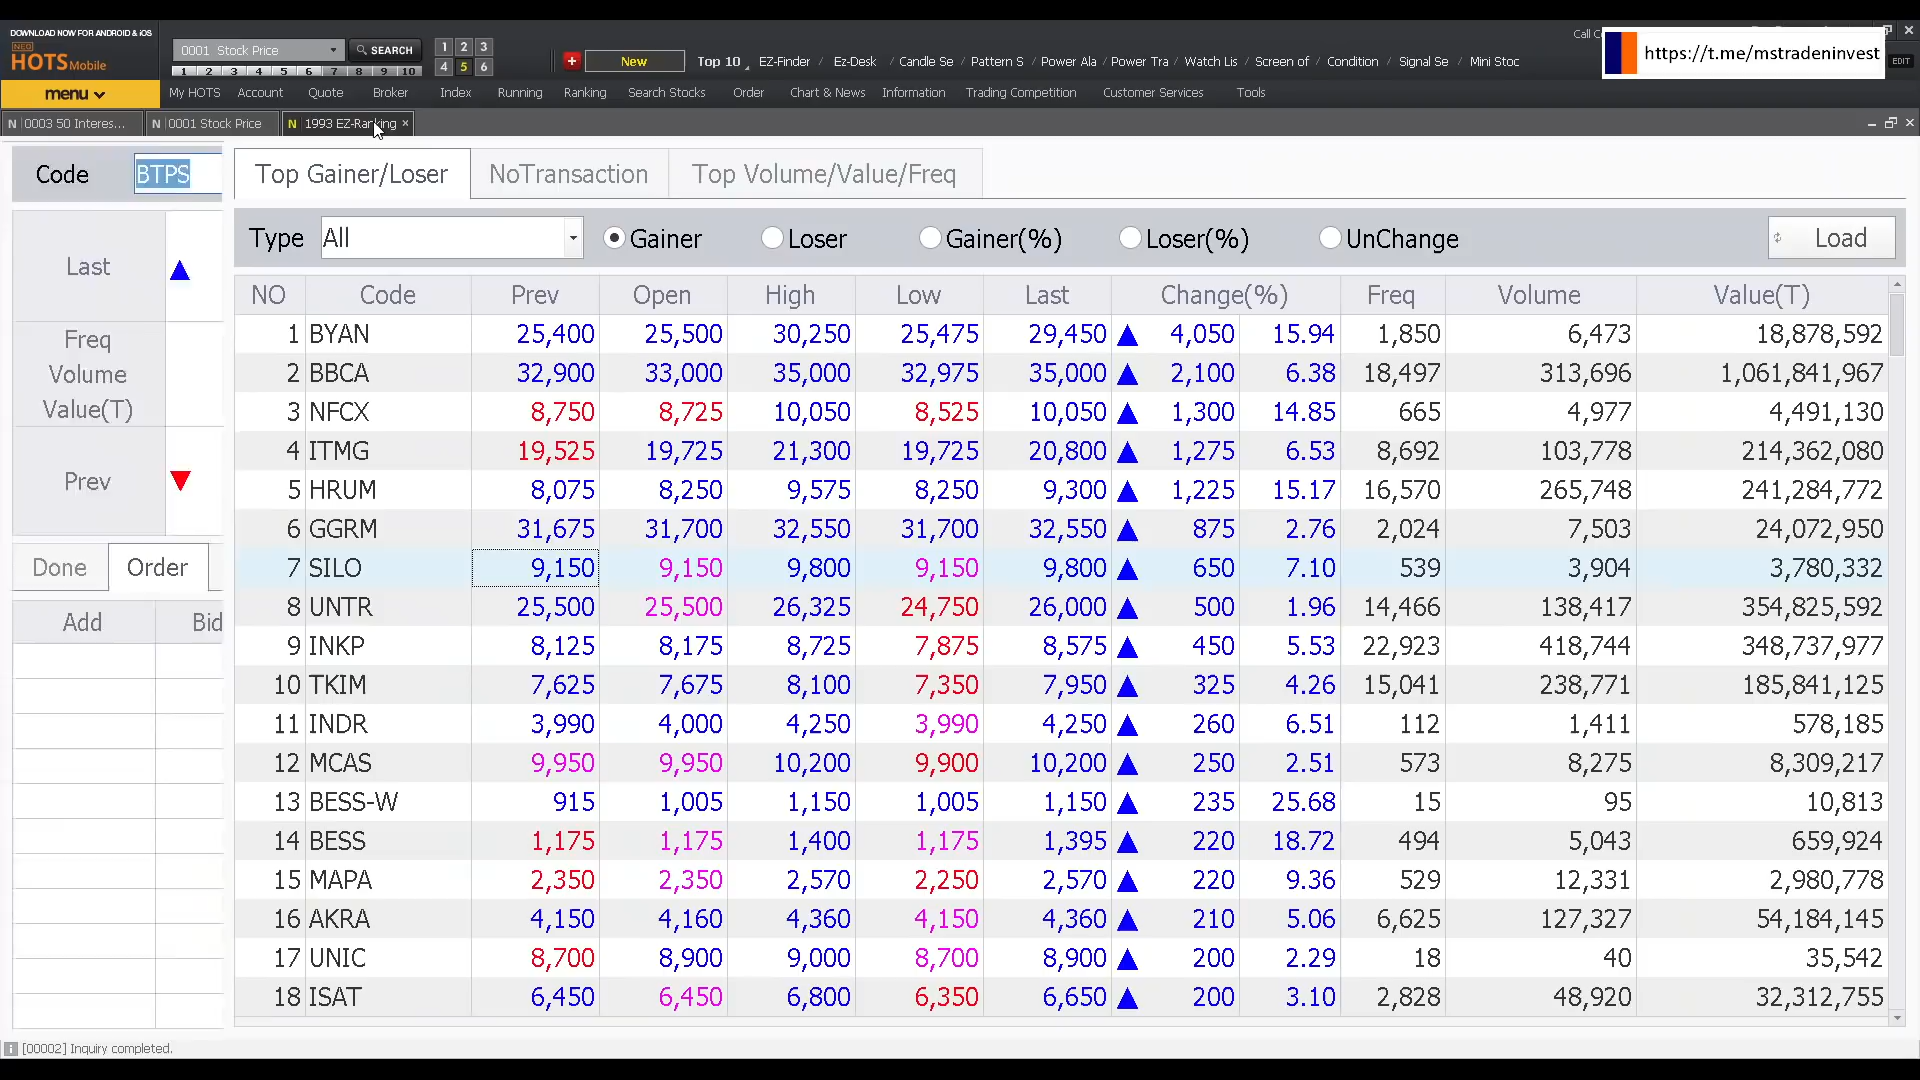 DOWNLOAD NOW FOR ANDROID & iOS
NEO
HOTS Mobile
0001 Stock Price
SEARCH
1 2 3
4 5 6
1 2 3 4 5 6 7 8 9 10
New
Top 10 EZ-Finder / Ez-Desk / Candle Se / Pattern S / Power Ala / Power Tra / Watch Lis / Screen of / Condition / Signal Se / Mini Stoc
https://t.me/mstradeninvest
EDIT
menu
My HOTS Account Quote Broker Index Running Ranking Search Stocks Order Chart & News Information Trading Competition Customer Services Tools
N 0003 50 Interes... N 0001 Stock Price N 1993 EZ-Ranking ×
Code BTPS
Last
Freq
Volume
Value(T)
Prev
Done Order
Add Bid
Top Gainer/Loser NoTransaction Top Volume/Value/Freq
Type All Gainer Loser Gainer(%) Loser(%) UnChange Load
NO Code Prev Open High Low Last Change(%) Freq Volume Value(T)
1 BYAN 25,400 25,500 30,250 25,475 29,450 ▲ 4,050 15.94 1,850 6,473 18,878,592
2 BBCA 32,900 33,000 35,000 32,975 35,000 ▲ 2,100 6.38 18,497 313,696 1,061,841,967
3 NFCX 8,750 8,725 10,050 8,525 10,050 ▲ 1,300 14.85 665 4,977 4,491,130
4 ITMG 19,525 19,725 21,300 19,725 20,800 ▲ 1,275 6.53 8,692 103,778 214,362,080
5 HRUM 8,075 8,250 9,575 8,250 9,300 ▲ 1,225 15.17 16,570 265,748 241,284,772
6 GGRM 31,675 31,700 32,550 31,700 32,550 ▲ 875 2.76 2,024 7,503 24,072,950
7 SILO 9,150 9,150 9,800 9,150 9,800 ▲ 650 7.10 539 3,904 3,780,332
8 UNTR 25,500 25,500 26,325 24,750 26,000 ▲ 500 1.96 14,466 138,417 354,825,592
9 INKP 8,125 8,175 8,725 7,875 8,575 ▲ 450 5.53 22,923 418,744 348,737,977
10 TKIM 7,625 7,675 8,100 7,350 7,950 ▲ 325 4.26 15,041 238,771 185,841,125
11 INDR 3,990 4,000 4,250 3,990 4,250 ▲ 260 6.51 112 1,411 578,185
12 MCAS 9,950 9,950 10,200 9,900 10,200 ▲ 250 2.51 573 8,275 8,309,217
13 BESS-W 915 1,005 1,150 1,005 1,150 ▲ 235 25.68 15 95 10,813
14 BESS 1,175 1,175 1,400 1,175 1,395 ▲ 220 18.72 494 5,043 659,924
15 MAPA 2,350 2,350 2,570 2,250 2,570 ▲ 220 9.36 529 12,331 2,980,778
16 AKRA 4,150 4,160 4,360 4,150 4,360 ▲ 210 5.06 6,625 127,327 54,184,145
17 UNIC 8,700 8,900 9,000 8,700 8,900 ▲ 200 2.29 18 40 35,542
18 ISAT 6,450 6,450 6,800 6,350 6,650 ▲ 200 3.10 2,828 48,920 32,312,755
[00002] Inquiry completed.